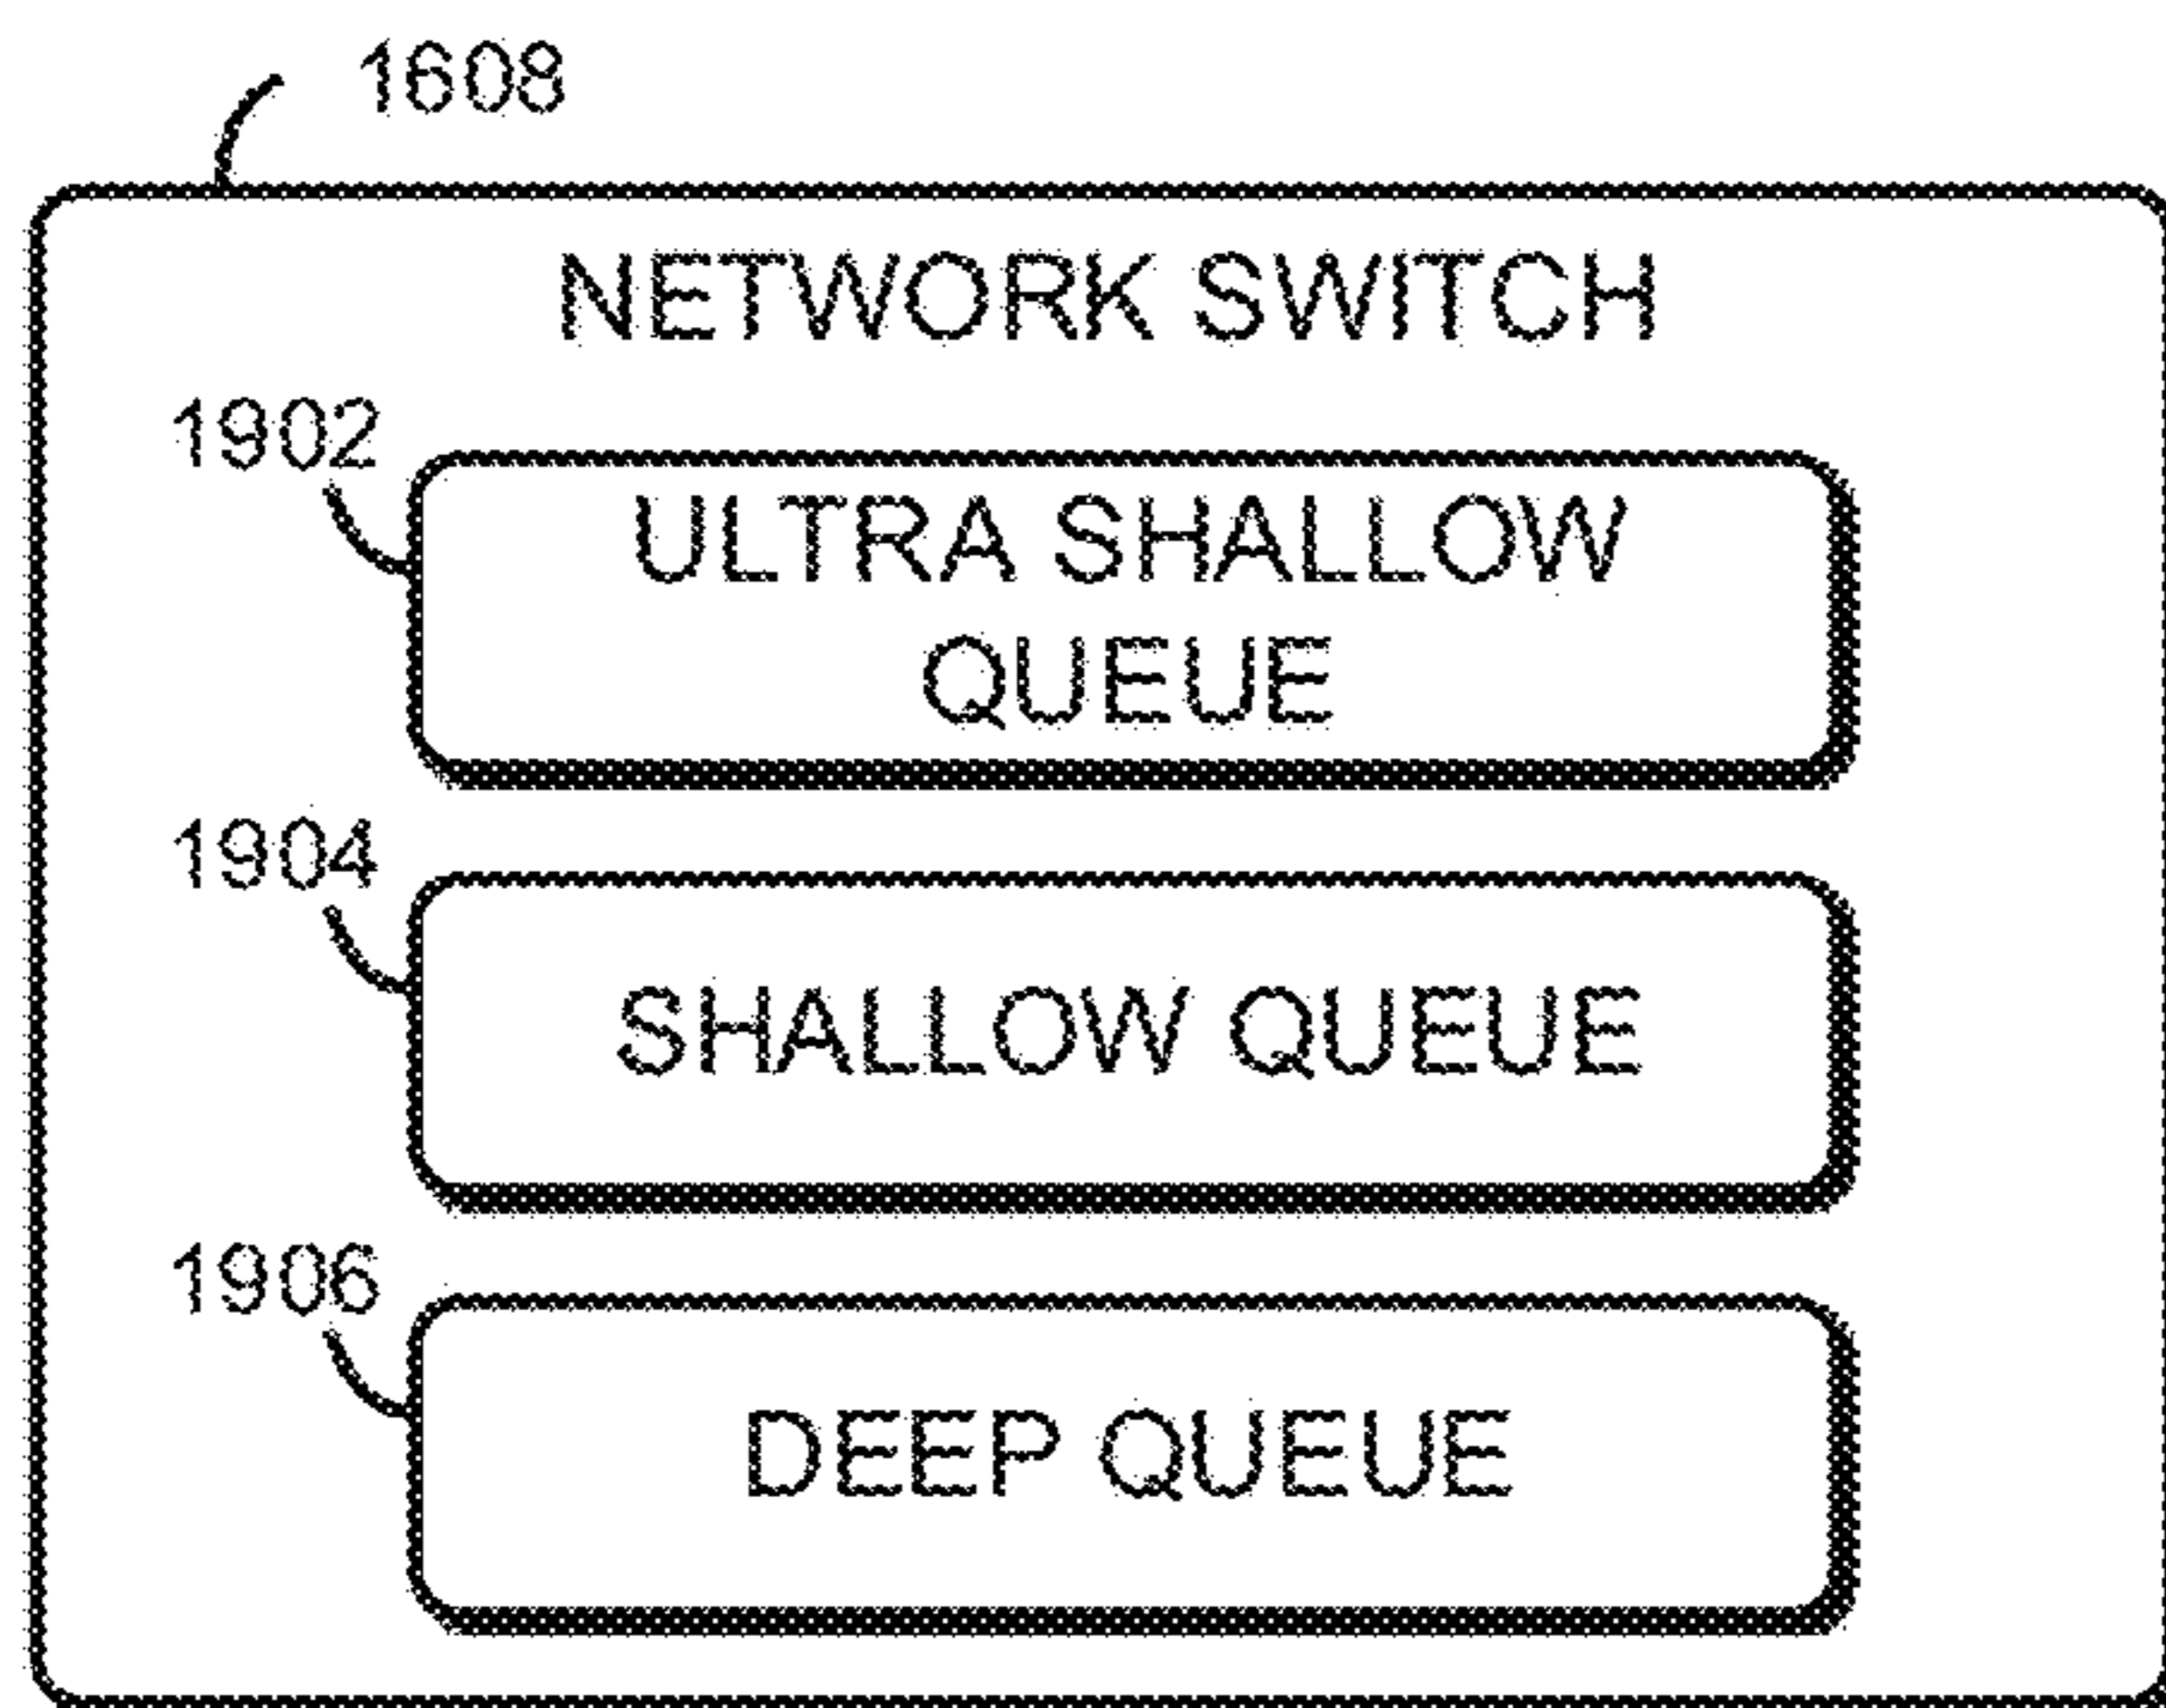 1608
NETWORK SWITCH
1902
ULTRA SHALLOW
QUEUE
1904
SHALLOW QUEUE
1906
DEEP QUEUE